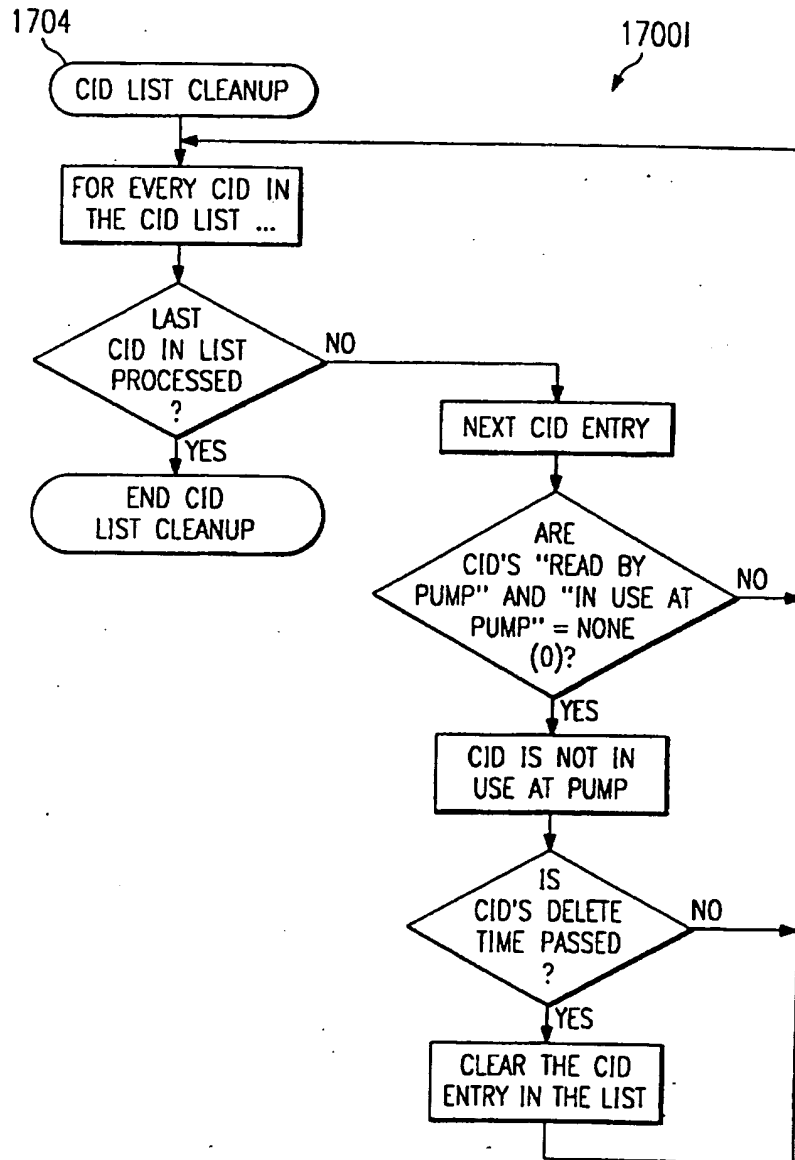 1704
1700I
CID LIST CLEANUP
FOR EVERY CID IN
THE CID LIST ...
LAST
CID IN LIST
PROCESSED
?
NO
YES
END CID
LIST CLEANUP
NEXT CID ENTRY
ARE
CID'S "READ BY
PUMP" AND "IN USE AT
PUMP" = NONE
(0)?
NO
YES
CID IS NOT IN
USE AT PUMP
IS
CID'S DELETE
TIME PASSED
?
NO
YES
CLEAR THE CID
ENTRY IN THE LIST